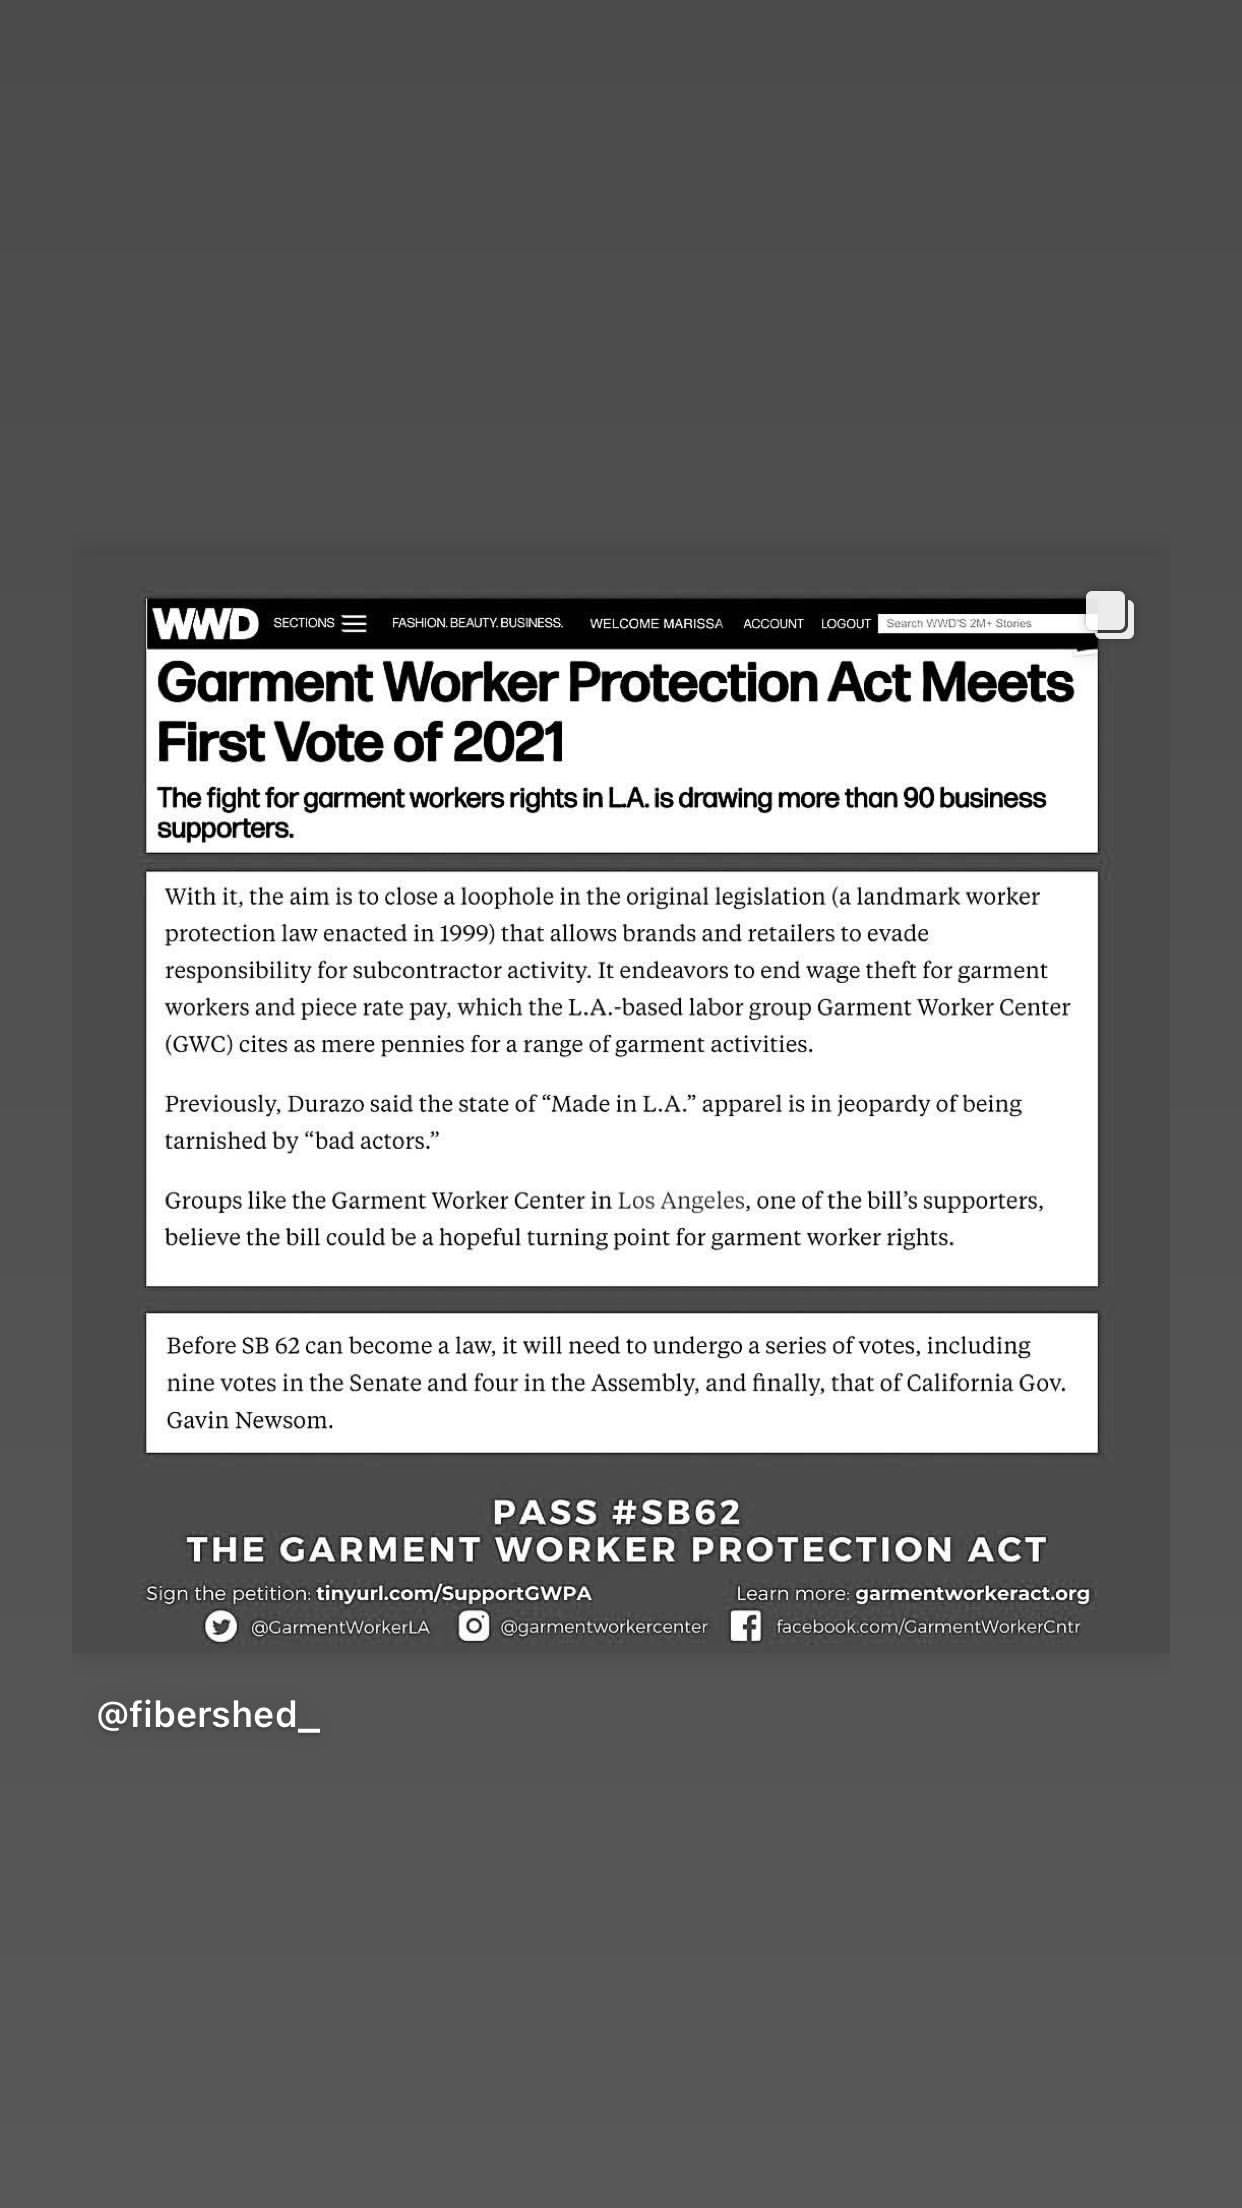 WWD SECTIONS FASHION. BEAUTY. BUSINESS. WELCOME MARISSA ACCOUNT LOGOUT Search WWD'S 2M+ Stories
Garment Worker Protection Act Meets
First Vote of 2021
The fight for garment workers rights in L.A. is drawing more than 90 business
supporters.
With it, the aim is to close a loophole in the original legislation (a landmark worker
protection law enacted in 1999) that allows brands and retailers to evade
responsibility for subcontractor activity. It endeavors to end wage theft for garment
workers and piece rate pay, which the L.A.-based labor group Garment Worker Center
(GWC) cites as mere pennies for a range of garment activities.
Previously, Durazo said the state of “Made in L.A.” apparel is in jeopardy of being
tarnished by “bad actors.”
Groups like the Garment Worker Center in Los Angeles, one of the bill’s supporters,
believe the bill could be a hopeful turning point for garment worker rights.
Before SB 62 can become a law, it will need to undergo a series of votes, including
nine votes in the Senate and four in the Assembly, and finally, that of California Gov.
Gavin Newsom.
PASS #SB62
THE GARMENT WORKER PROTECTION ACT
Sign the petition: tinyurl.com/SupportGWPA Learn more: garmentworkeract.org
@GarmentWorkerLA @garmentworkercenter facebook.com/GarmentWorkerCntr
@fibershed_